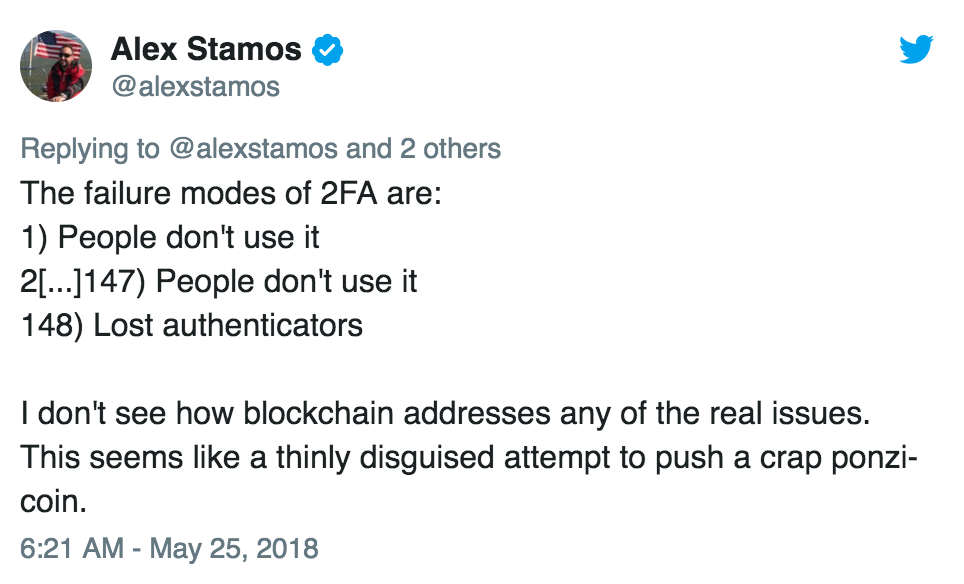 Alex Stamos
@alexstamos
Replying to @alexstamos and 2 others
The failure modes of 2FA are:
1) People don't use it
2[...]147) People don't use it
148) Lost authenticators
I don't see how blockchain addresses any of the real issues.
This seems like a thinly disguised attempt to push a crap ponzi-
coin.
6:21 AM - May 25, 2018